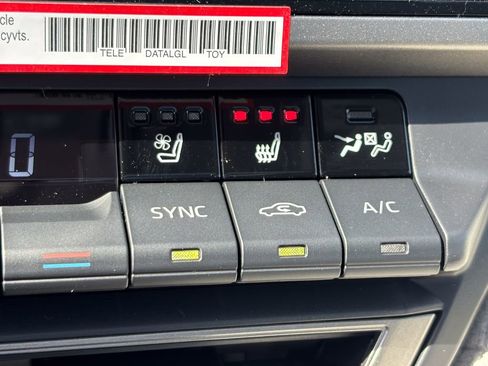 cle
cyvts.
TELE DATALGL TOY
0
SYNC
A/C